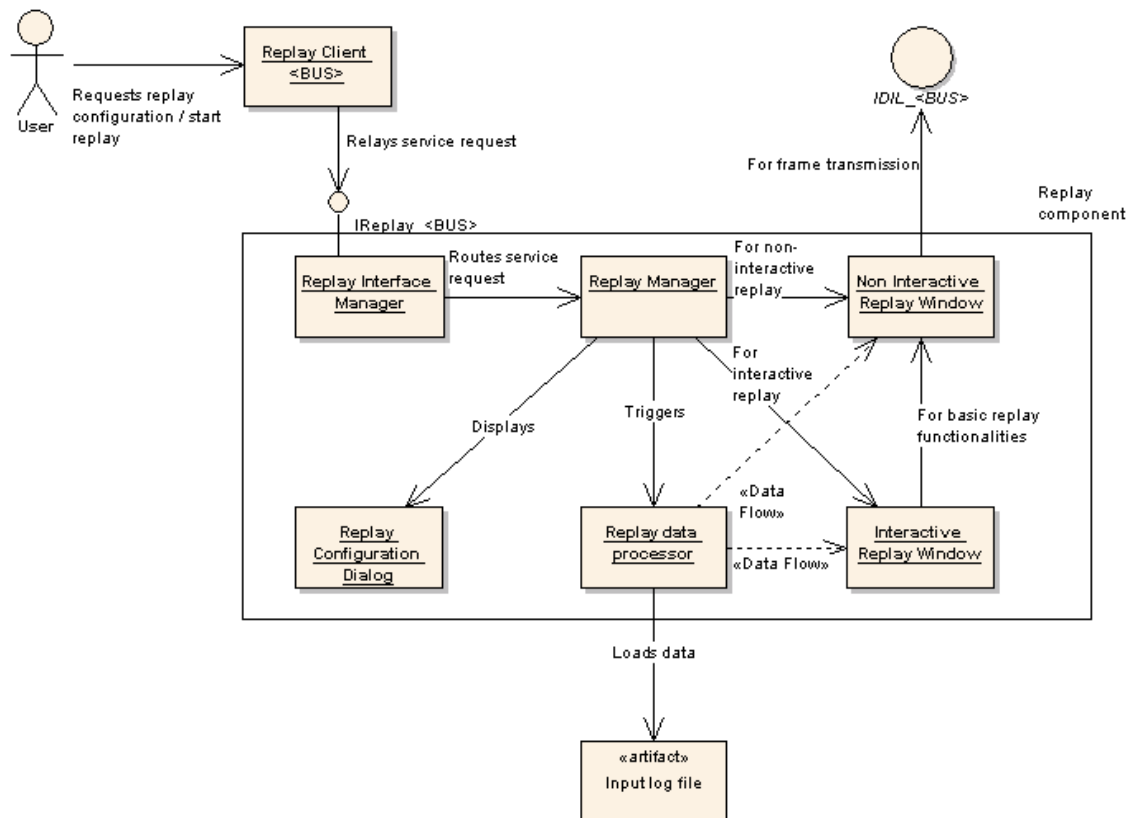 Replay Client
<BUS>
Requests replay
configuration / start
replay
User
IDIL_<BUS>
Relays service request
For frame transmission
Replay
component
IReplay_<BUS>
Routes service
request
For non-
interactive
replay
Replay Interface
Manager
Replay Manager
Non Interactive
Replay Window
For
interactive
replay
Displays
Triggers
For basic replay
functionalities
«Data
Flow»
Replay
Configuration
Dialog
Replay data
processor
«Data Flow»
Interactive
Replay Window
Loads data
«artifact»
Input log file